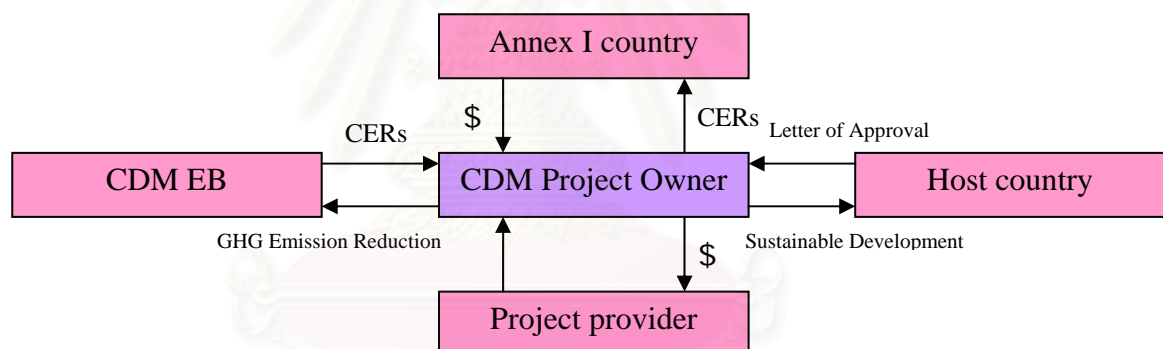 Annex I country
$
CERs
CERs
Letter of Approval
CDM EB
CDM Project Owner
Host country
GHG Emission Reduction
Sustainable Development
$
Project provider